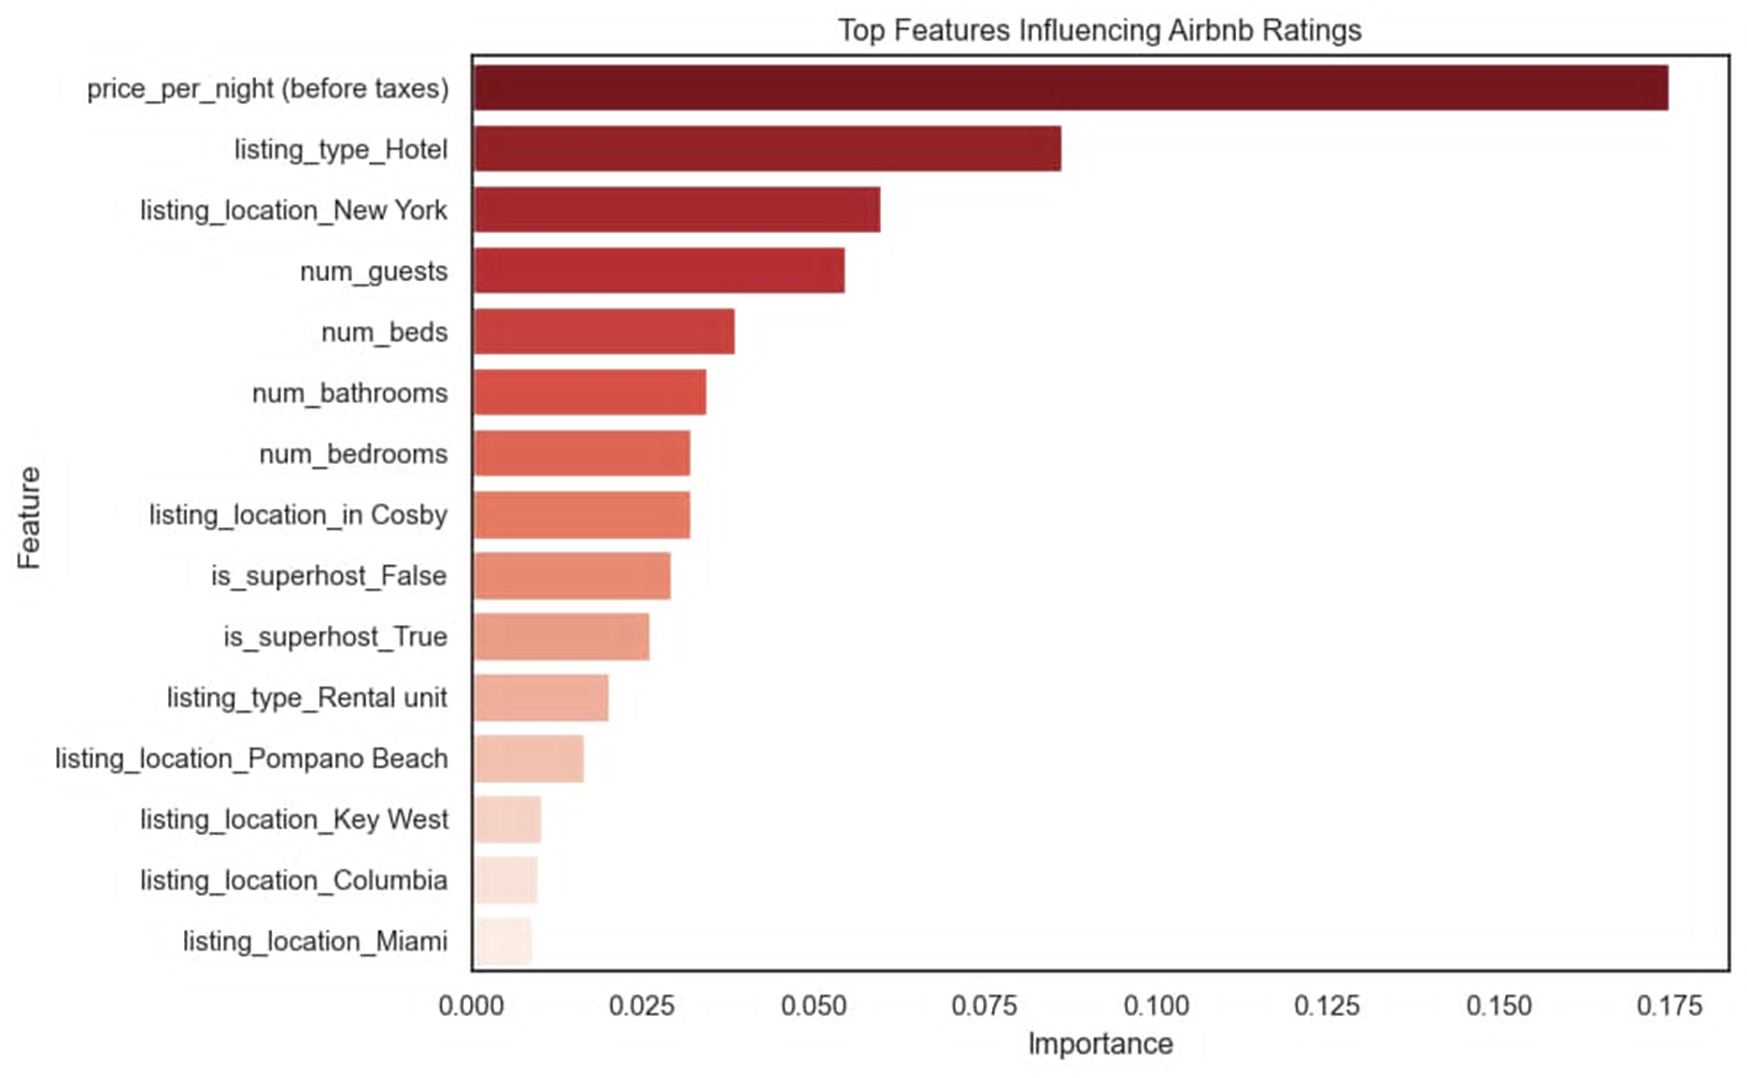 Top Features Influencing Airbnb Ratings
price_per_night (before taxes)
listing_type_Hotel
listing_location_New York
num_guests
num_beds
num_bathrooms
num_bedrooms
listing_location_in Cosby
is_superhost_False
is_superhost_True
listing_type_Rental unit
listing_location_Pompano Beach
listing_location_Key West
listing_location_Columbia
listing_location_Miami
Feature
0.000 0.025 0.050 0.075 0.100 0.125 0.150 0.175
Importance